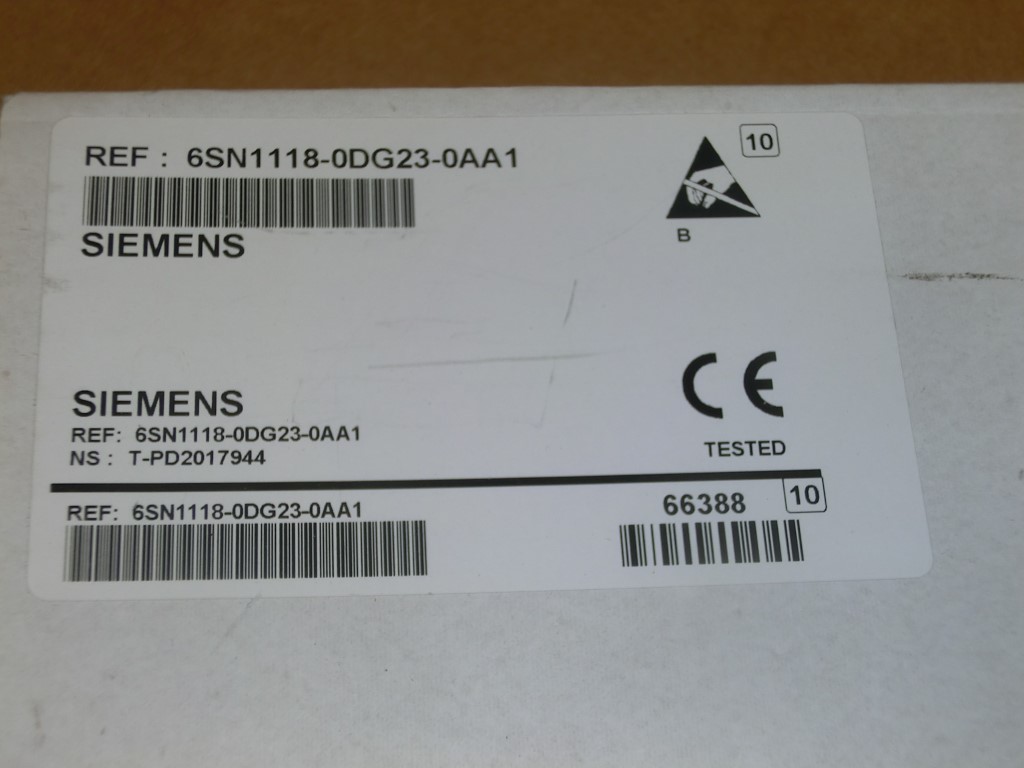 REF : 6SN1118-0DG23-0AA1
10
SIEMENS
B
SIEMENS
REF: 6SN1118-0DG23-0AA1
NS : T-PD2017944
CE
TESTED
REF: 6SN1118-0DG23-0AA1
66388
10